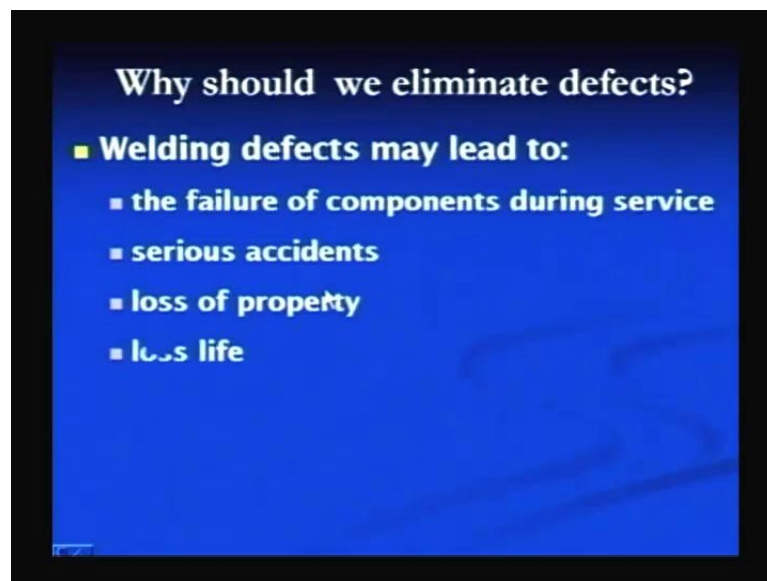 Why should we eliminate defects?
Welding defects may lead to:
the failure of components during service
serious accidents
loss of property
loss life